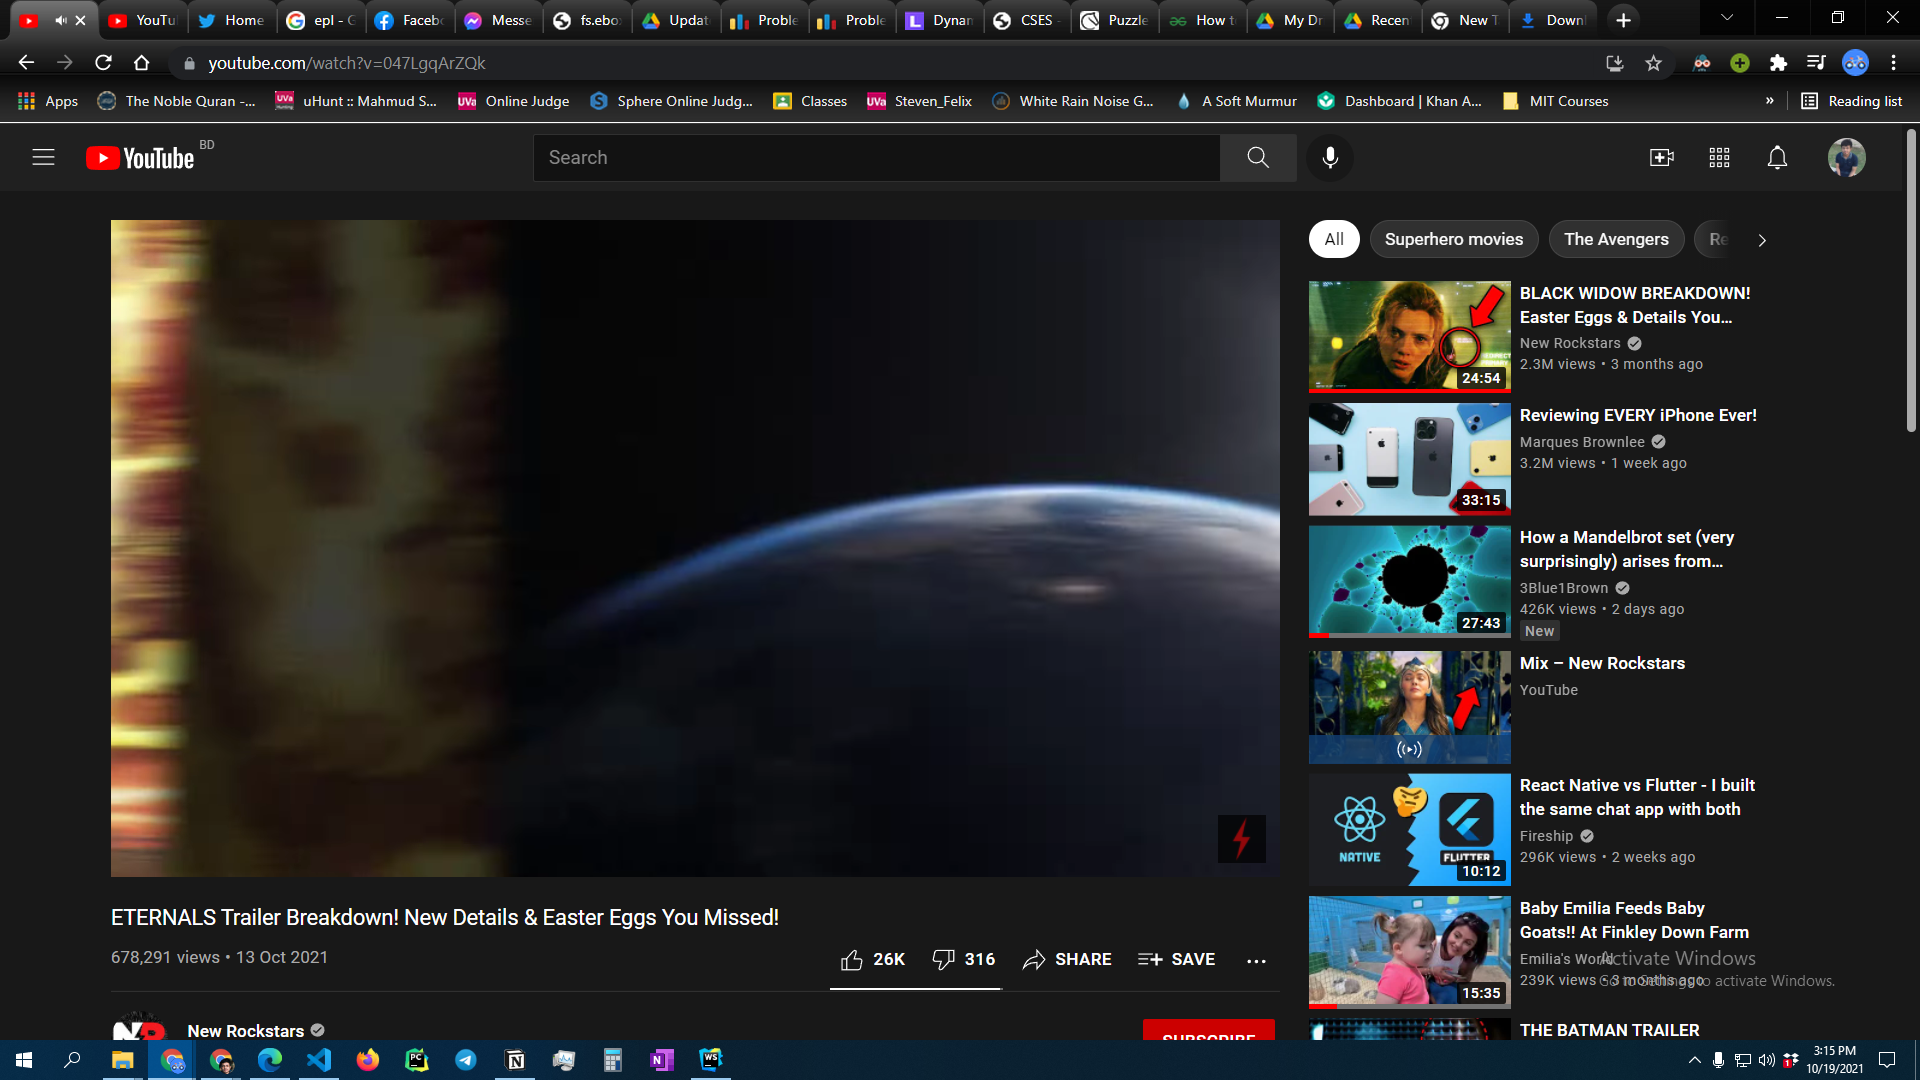 YouTu
Home
epl - G
Faceb
Messe
fs.ebo
Updat
Proble
Proble
Dynan
CSES -
Puzzle
How t
My Dr
Recen
New T
Downl
youtube.com/watch?v=047LgqArZQk
Apps
The Noble Quran -...
uHunt :: Mahmud S...
Online Judge
Sphere Online Judg...
Classes
Steven_Felix
White Rain Noise G...
A Soft Murmur
Dashboard | Khan A...
MIT Courses
»
Reading list
YouTube BD
Search
All
Superhero movies
The Avengers
Re
24:54
BLACK WIDOW BREAKDOWN!
Easter Eggs & Details You...
New Rockstars
2.3M views • 3 months ago
33:15
Reviewing EVERY iPhone Ever!
Marques Brownlee
3.2M views • 1 week ago
27:43
How a Mandelbrot set (very
surprisingly) arises from...
3Blue1Brown
426K views • 2 days ago
New
Mix – New Rockstars
YouTube
NATIVE
FLUTTER
10:12
React Native vs Flutter - I built
the same chat app with both
Fireship
296K views • 2 weeks ago
15:35
Baby Emilia Feeds Baby
Goats!! At Finkley Down Farm
Emilia's World
239K views • 3 months ago
Activate Windows
Go to Settings to activate Windows.
THE BATMAN TRAILER
ETERNALS Trailer Breakdown! New Details & Easter Eggs You Missed!
678,291 views • 13 Oct 2021
26K
316
SHARE
SAVE
New Rockstars
SUBSCRIBE
3:15 PM
10/19/2021